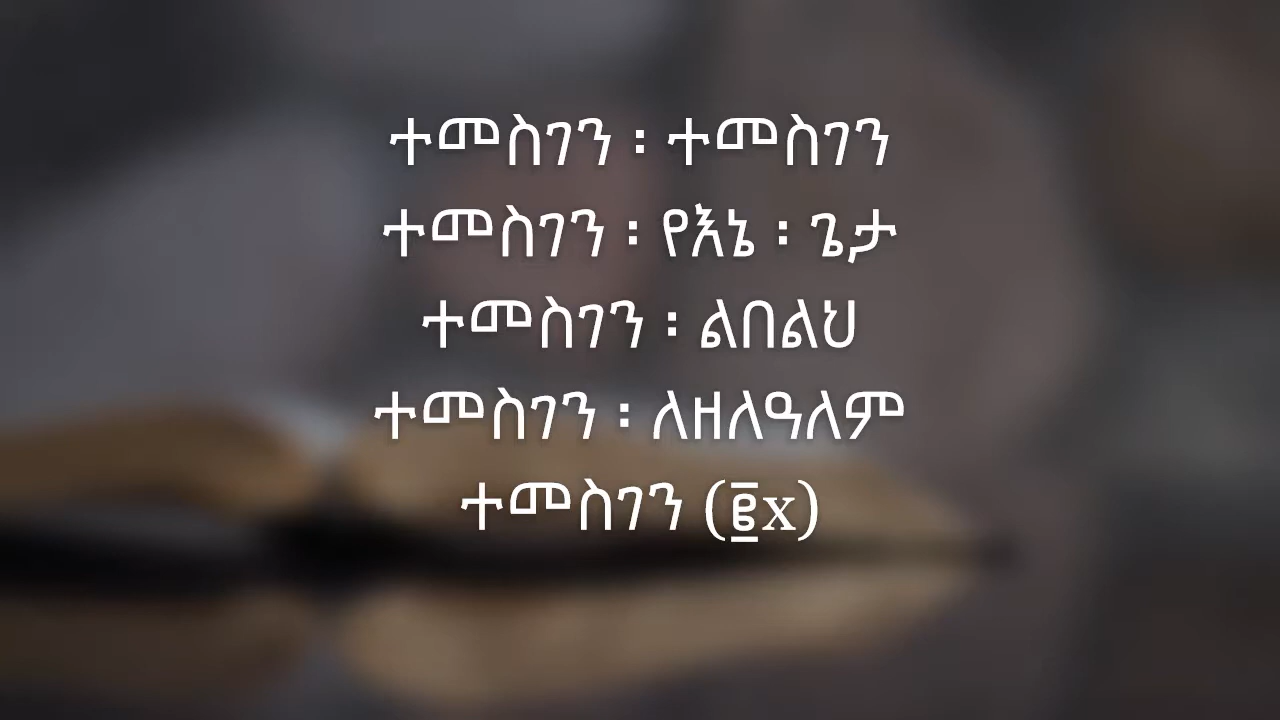 ተመስገን ፡ ተመስገን
ተመስገን ፡ የእኔ ፡ ጌታ
ተመስገን ፡ ልበልህ
ተመስገን ፡ ለዘለዓለም
ተመስገን (፪x)